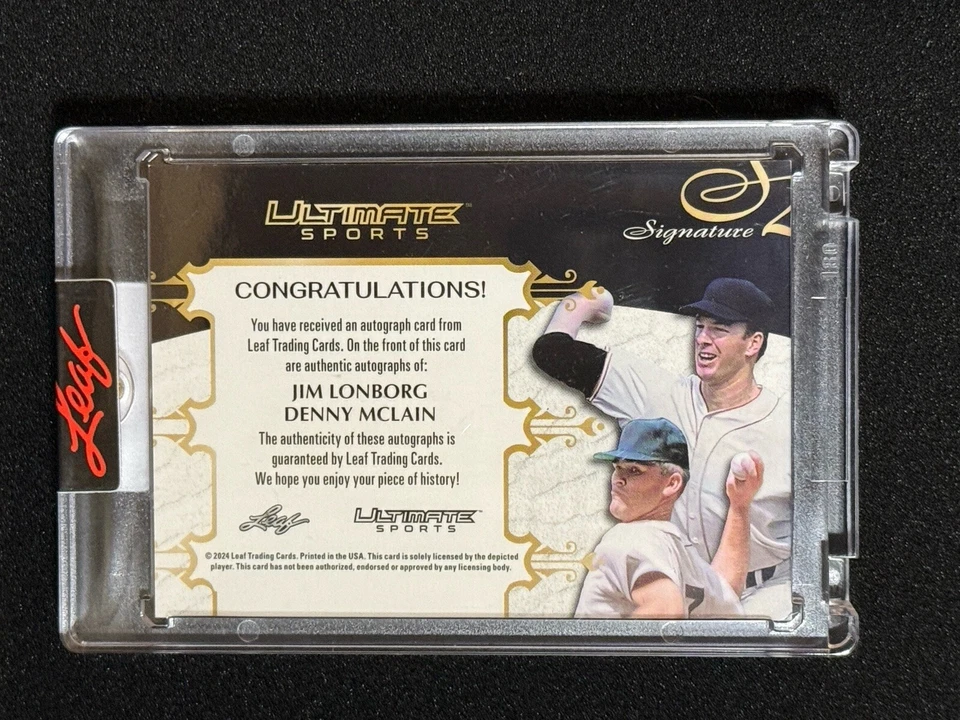 ULTIMATE™
SPORTS
S2
Signature
CONGRATULATIONS!
You have received an autograph card from
Leaf Trading Cards. On the front of this card
are authentic autographs of:
JIM LONBORG
DENNY MCLAIN
The authenticity of these autographs is
guaranteed by Leaf Trading Cards.
We hope you enjoy your piece of history!
Leaf
ULTIMATE™
SPORTS
© 2024 Leaf Trading Cards. Printed in the USA. This card is solely licensed by the depicted
player. This card has not been authorized, endorsed or approved by any licensing body.
Leaf
7